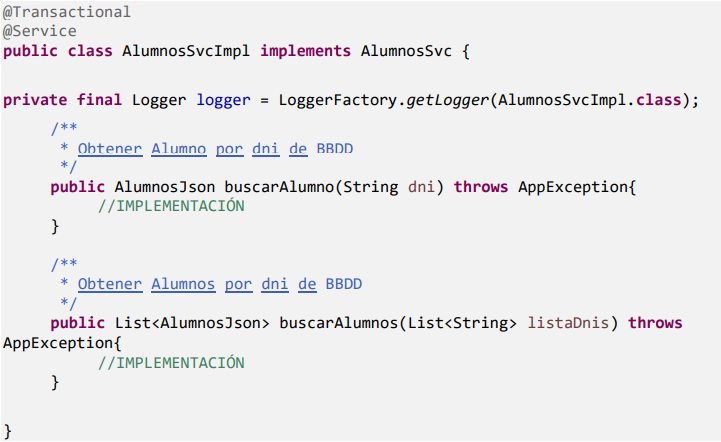 @Transactional
@Service
public class AlumnosSvcImpl implements AlumnosSvc {
private final Logger logger = LoggerFactory.getLogger(AlumnosSvcImpl.class);
/**
* Obtener Alumno por dni de BBDD
*/
public AlumnosJson buscarAlumno(String dni) throws AppException{
//IMPLEMENTACIÓN
}
/**
* Obtener Alumnos por dni de BBDD
*/
public List<AlumnosJson> buscarAlumnos(List<String> listaDnis) throws
AppException{
//IMPLEMENTACIÓN
}
}